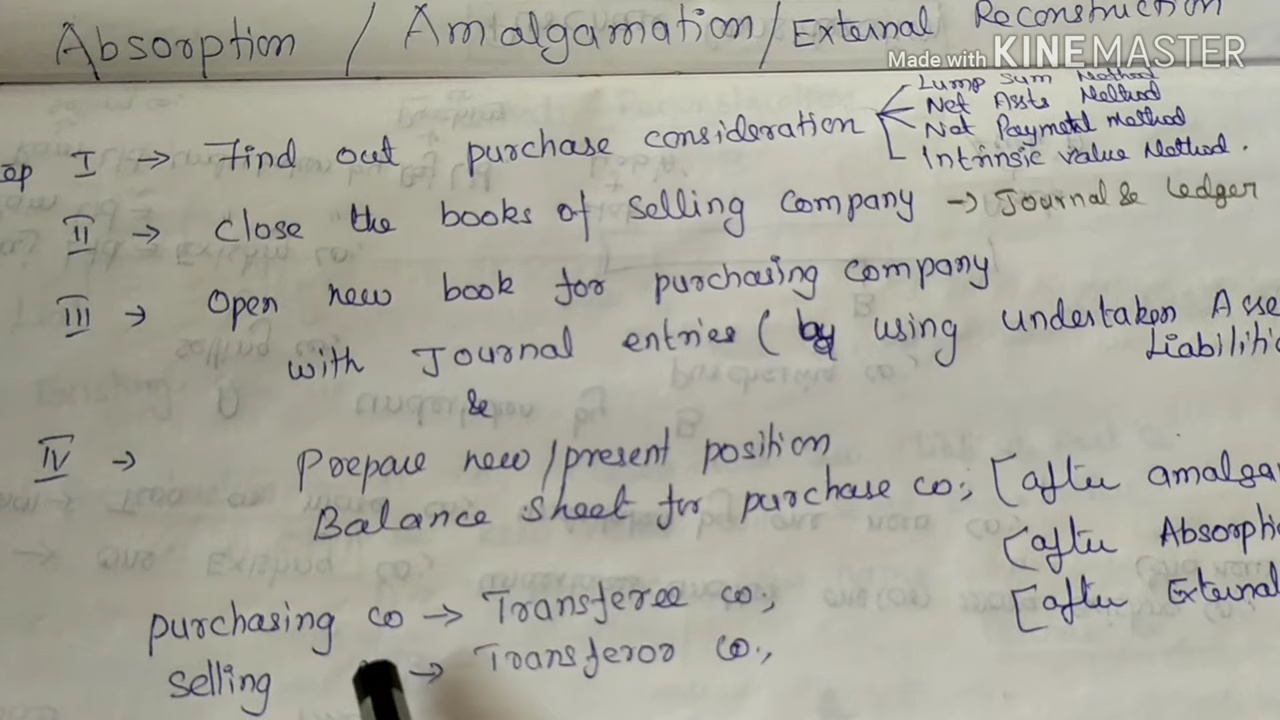 Absorption / Amalgamation / External Reconstruction
Made with KINEMASTER
I → Find out purchase consideration
Lump sum Method
Net Assts Method
Net Paymetal method
Intrinsic value Method.
II → close the books of selling company → Journal & Ledger
III → Open new book for purchasing company
with Journal entries ( by using undertaken Asse
Liabiliti
&
IV → Prepare new / present position
Balance sheet for purchase co., [after amalga
[after Absorpti
[after External
purchasing co → Transferee co.,
selling → Transferor co.,